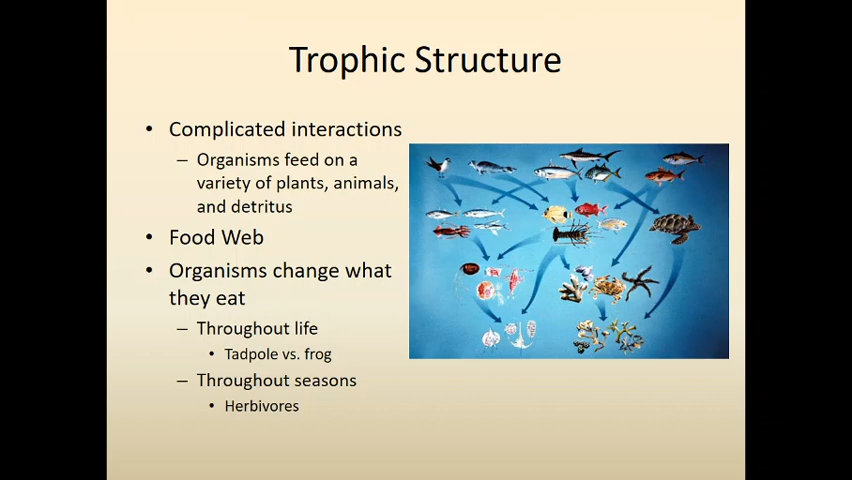 Trophic Structure
• Complicated interactions
– Organisms feed on a
variety of plants, animals,
and detritus
• Food Web
• Organisms change what
they eat
– Throughout life
• Tadpole vs. frog
– Throughout seasons
• Herbivores